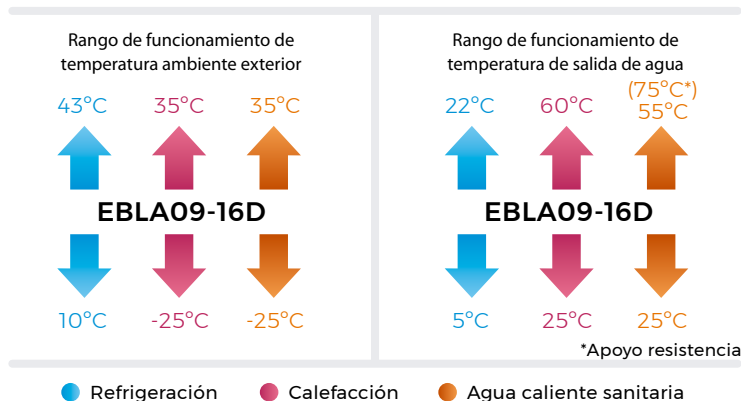 Rango de funcionamiento de
temperatura ambiente exterior
43°C 35°C 35°C
EBLA09-16D
10°C -25°C -25°C
Rango de funcionamiento de
temperatura de salida de agua
(75°C*)
22°C 60°C 55°C
EBLA09-16D
5°C 25°C 25°C
*Apoyo resistencia
Refrigeración Calefacción Agua caliente sanitaria